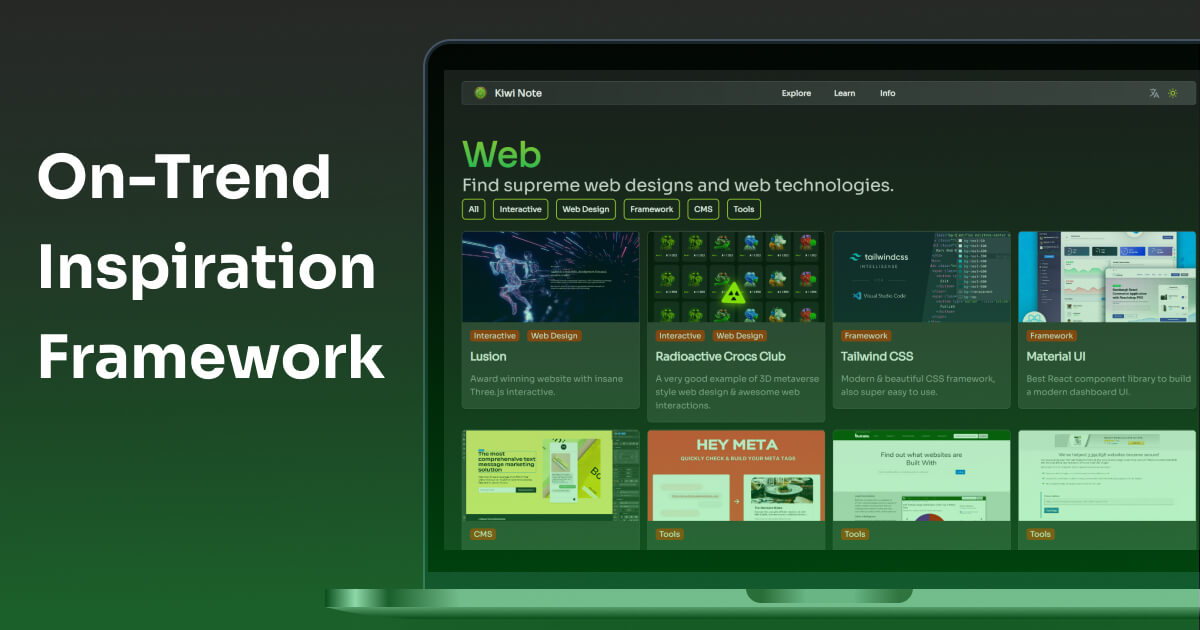 On-Trend
Inspiration
Framework
Kiwi Note
Explore
Learn
Info
Web
Find supreme web designs and web technologies.
All
Interactive
Web Design
Framework
CMS
Tools
Interactive
Web Design
Lusion
Award winning website with insane
Three.js interactive.
Interactive
Web Design
Radioactive Crocs Club
A very good example of 3D metaverse
style web design & awesome web
interactions.
tailwindcss
INTELLISENSE
Visual Studio Code
Framework
Tailwind CSS
Modern & beautiful CSS framework,
also super easy to use.
Framework
Material UI
Best React component library to build
a modern dashboard UI.
The most
comprehensive text
message marketing
solution
CMS
HEY META
QUICKLY CHECK & BUILD YOUR META TAGS
Tools
Find out what websites are
Built With
Tools
Tools